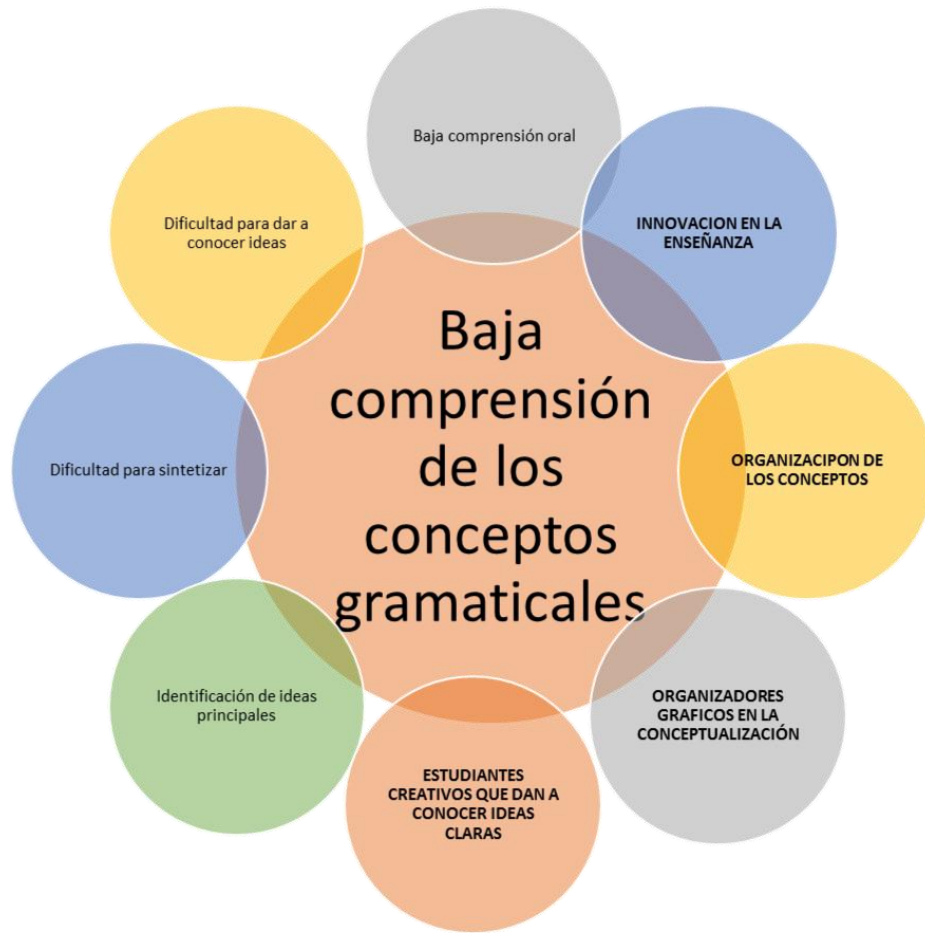 Baja comprensión oral
INNOVACION EN LA
ENSEÑANZA
ORGANIZACIPON DE
LOS CONCEPTOS
ORGANIZADORES
GRAFICOS EN LA
CONCEPTUALIZACIÓN
ESTUDIANTES
CREATIVOS QUE DAN A
CONOCER IDEAS
CLARAS
Identificación de ideas
principales
Dificultad para sintetizar
Dificultad para dar a
conocer ideas
Baja
comprensión
de los
conceptos
gramaticales